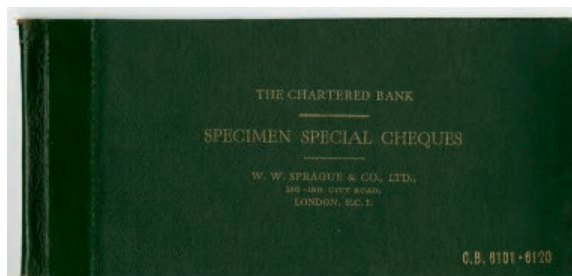 THE CHARTERED BANK
SPECIMEN SPECIAL CHEQUES
W. W. SPRAGUE & CO., LTD.,
CITY ROAD,
LONDON, E.C. 1.
C.B. 6101-6120